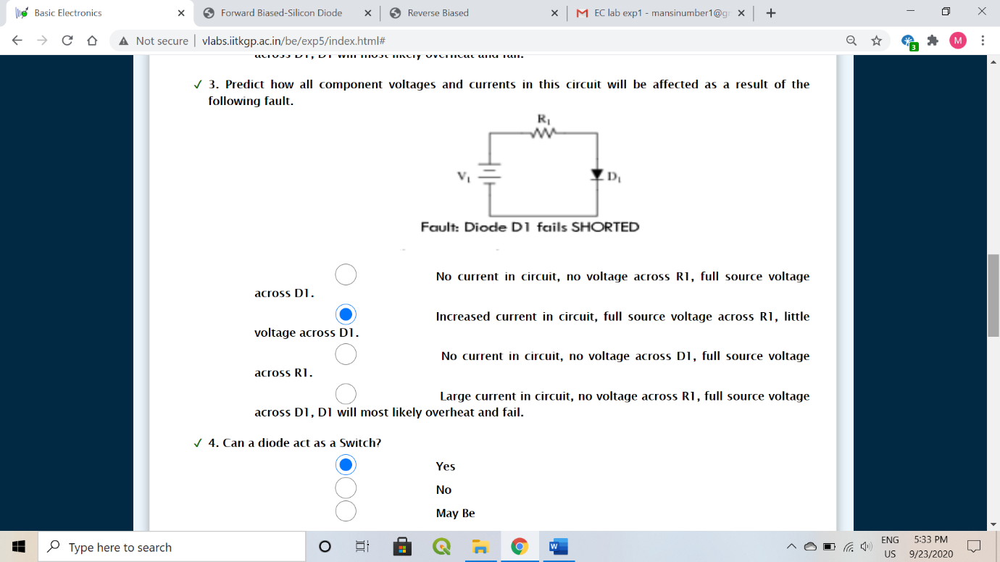 Basic Electronics
Forward Biased-Silicon Diode
Reverse Biased
EC lab exp1 - mansinumber1@g
Not secure | vlabs.iitkgp.ac.in/be/exp5/index.html#
M
3
across D1, D1 will most likely overheat and fail.
✓ 3. Predict how all component voltages and currents in this circuit will be affected as a result of the
following fault.
R1
V1
D1
Fault: Diode D1 fails SHORTED
No current in circuit, no voltage across R1, full source voltage
across D1.
Increased current in circuit, full source voltage across R1, little
voltage across D1.
No current in circuit, no voltage across D1, full source voltage
across R1.
Large current in circuit, no voltage across R1, full source voltage
across D1, D1 will most likely overheat and fail.
✓ 4. Can a diode act as a Switch?
Yes
No
May Be
Type here to search
ENG
US
5:33 PM
9/23/2020